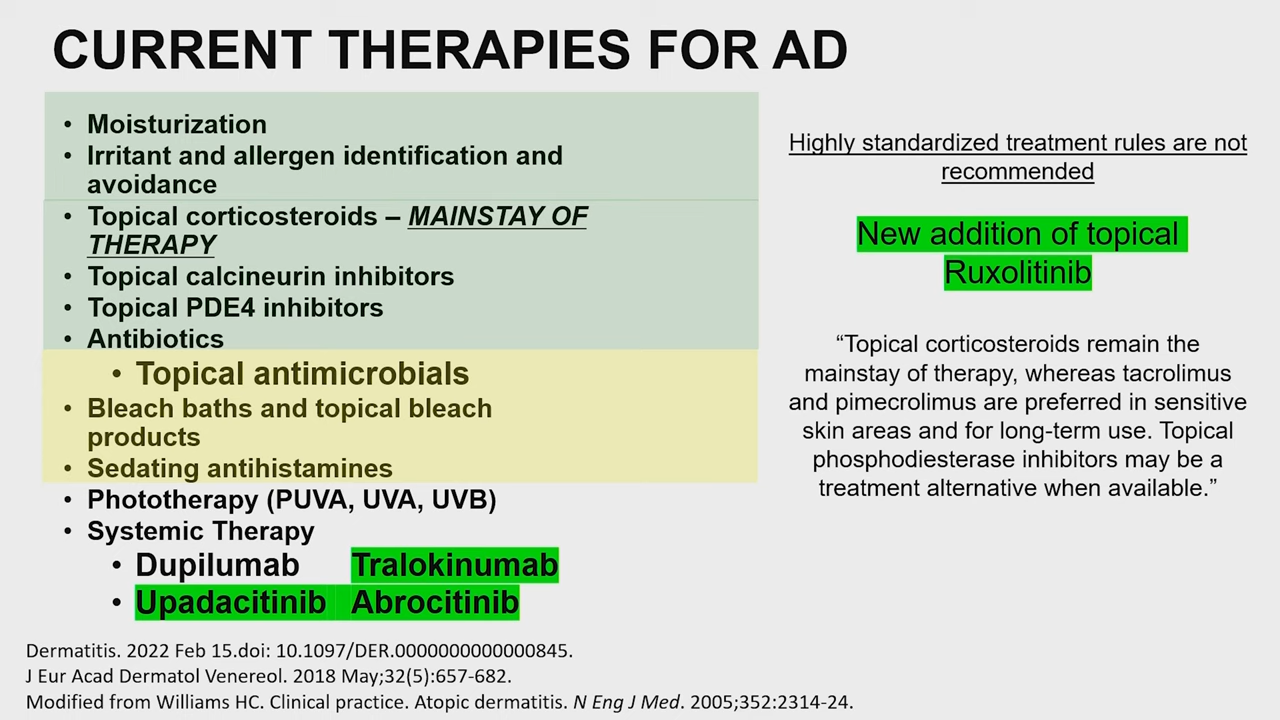 CURRENT THERAPIES FOR AD
• Moisturization
• Irritant and allergen identification and
avoidance
• Topical corticosteroids – MAINSTAY OF
THERAPY
• Topical calcineurin inhibitors
• Topical PDE4 inhibitors
• Antibiotics
• Topical antimicrobials
• Bleach baths and topical bleach
products
• Sedating antihistamines
• Phototherapy (PUVA, UVA, UVB)
• Systemic Therapy
• Dupilumab Tralokinumab
• Upadacitinib Abrocitinib
Highly standardized treatment rules are not
recommended
New addition of topical
Ruxolitinib
“Topical corticosteroids remain the
mainstay of therapy, whereas tacrolimus
and pimecrolimus are preferred in sensitive
skin areas and for long-term use. Topical
phosphodiesterase inhibitors may be a
treatment alternative when available.”
Dermatitis. 2022 Feb 15.doi: 10.1097/DER.0000000000000845.
J Eur Acad Dermatol Venereol. 2018 May;32(5):657-682.
Modified from Williams HC. Clinical practice. Atopic dermatitis. N Eng J Med. 2005;352:2314-24.